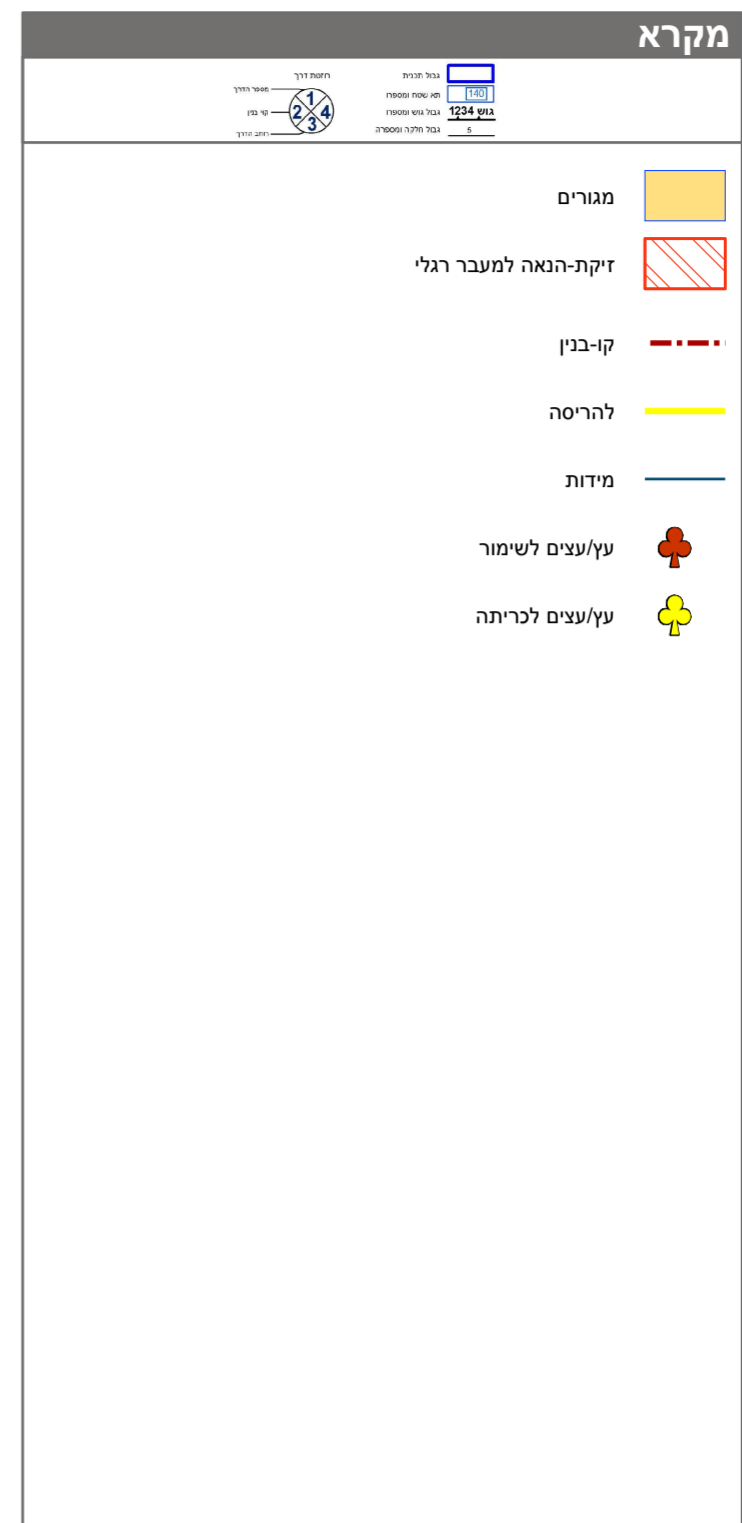 מקרא
רוזטת דרך
מספר הדרך
קוי בנין
רוחב הדרך
1
2 4
3
גבול תכנית
תא שטח ומספרו 140
גבול גוש ומספרו גוש 1234
גבול חלקה ומספרה 5
מגורים
זיקת-הנאה למעבר רגלי
קו-בנין
להריסה
מידות
עץ/עצים לשימור
עץ/עצים לכריתה